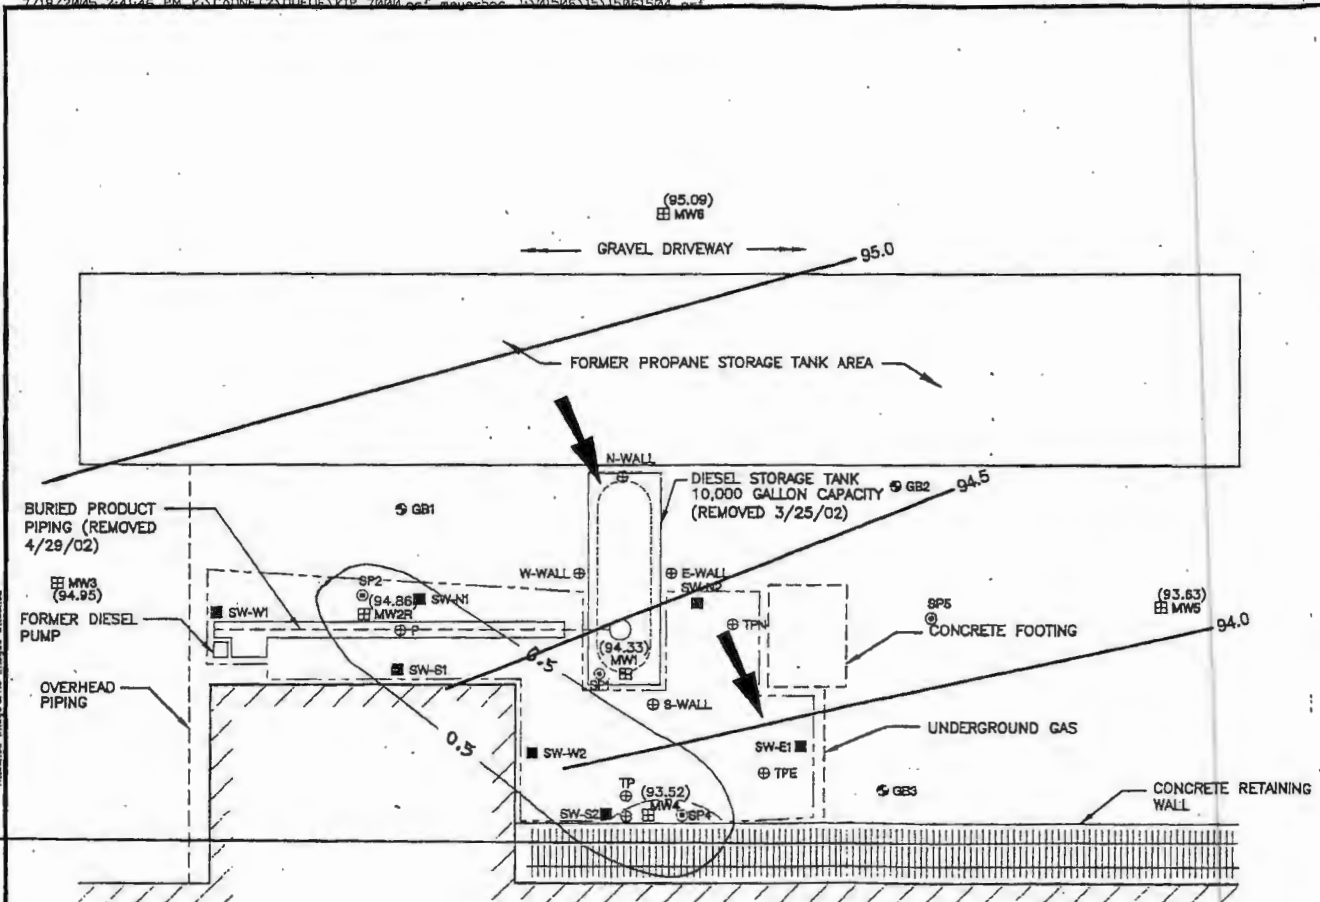 (95.09)
MW6
GRAVEL DRIVEWAY
95.0
FORMER PROPANE STORAGE TANK AREA
N-WALL
DIESEL STORAGE TANK
10,000 GALLON CAPACITY
(REMOVED 3/25/02)
GB2
94.5
BURIED PRODUCT
PIPING (REMOVED
4/29/02)
GB1
MW3
(94.95)
W-WALL
E-WALL
SP2
SW-N1
SW-N2
(94.86)
MW2R
SW-W1
P
FORMER DIESEL
PUMP
TPN
SP5
(93.63)
MW5
94.0
CONCRETE FOOTING
(94.33)
MW1
0.5
SW-S1
OVERHEAD
PIPING
S-WALL
UNDERGROUND GAS
0.5
SW-W2
SW-E1
TPE
TP
(93.52)
MW4
SW-S2
SP4
GB3
CONCRETE RETAINING
WALL